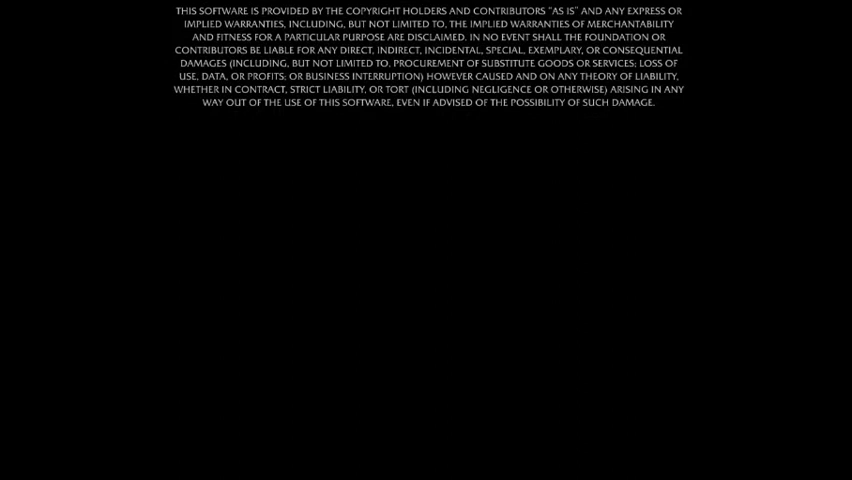 THIS SOFTWARE IS PROVIDED BY THE COPYRIGHT HOLDERS AND CONTRIBUTORS "AS IS" AND ANY EXPRESS OR
IMPLIED WARRANTIES, INCLUDING, BUT NOT LIMITED TO, THE IMPLIED WARRANTIES OF MERCHANTABILITY
AND FITNESS FOR A PARTICULAR PURPOSE ARE DISCLAIMED. IN NO EVENT SHALL THE FOUNDATION OR
CONTRIBUTORS BE LIABLE FOR ANY DIRECT, INDIRECT, INCIDENTAL, SPECIAL, EXEMPLARY, OR CONSEQUENTIAL
DAMAGES (INCLUDING, BUT NOT LIMITED TO, PROCUREMENT OF SUBSTITUTE GOODS OR SERVICES; LOSS OF
USE, DATA, OR PROFITS; OR BUSINESS INTERRUPTION) HOWEVER CAUSED AND ON ANY THEORY OF LIABILITY,
WHETHER IN CONTRACT, STRICT LIABILITY, OR TORT (INCLUDING NEGLIGENCE OR OTHERWISE) ARISING IN ANY
WAY OUT OF THE USE OF THIS SOFTWARE, EVEN IF ADVISED OF THE POSSIBILITY OF SUCH DAMAGE.